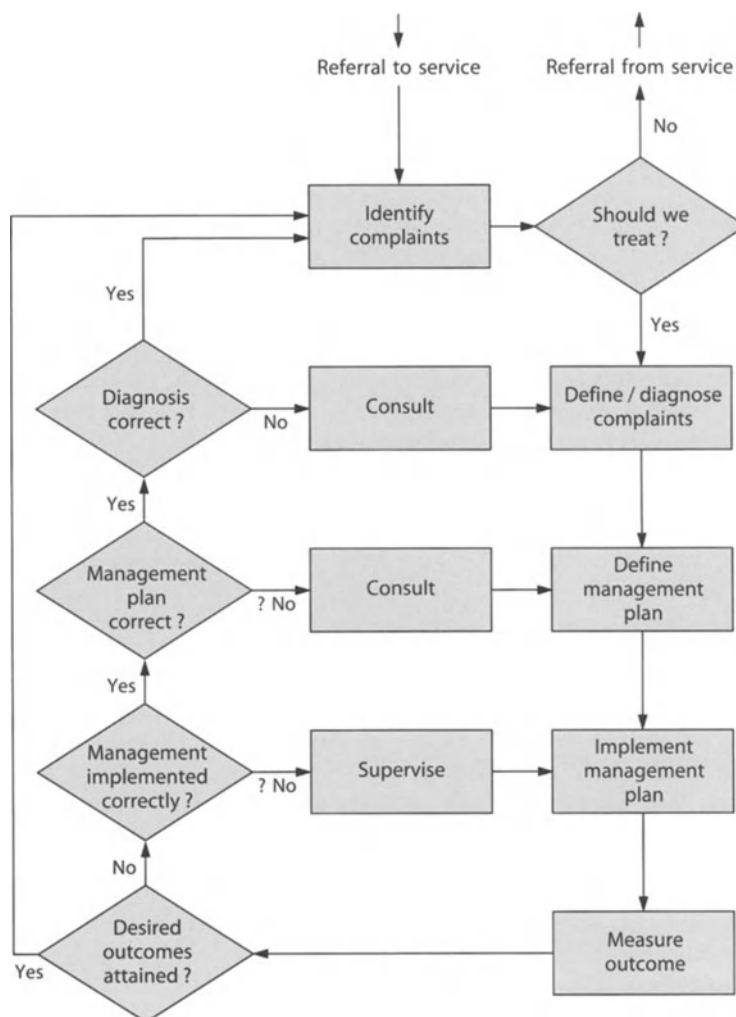 Referral to service
Referral from service
No
Identify
complaints
Should we
treat ?
Yes
Yes
Diagnosis
correct ?
No
Consult
Define / diagnose
complaints
Yes
Management
plan
correct ?
? No
Consult
Define
management
plan
Yes
Management
implemented
correctly ?
? No
Supervise
Implement
management
plan
No
Desired
outcomes
attained ?
Yes
Measure
outcome